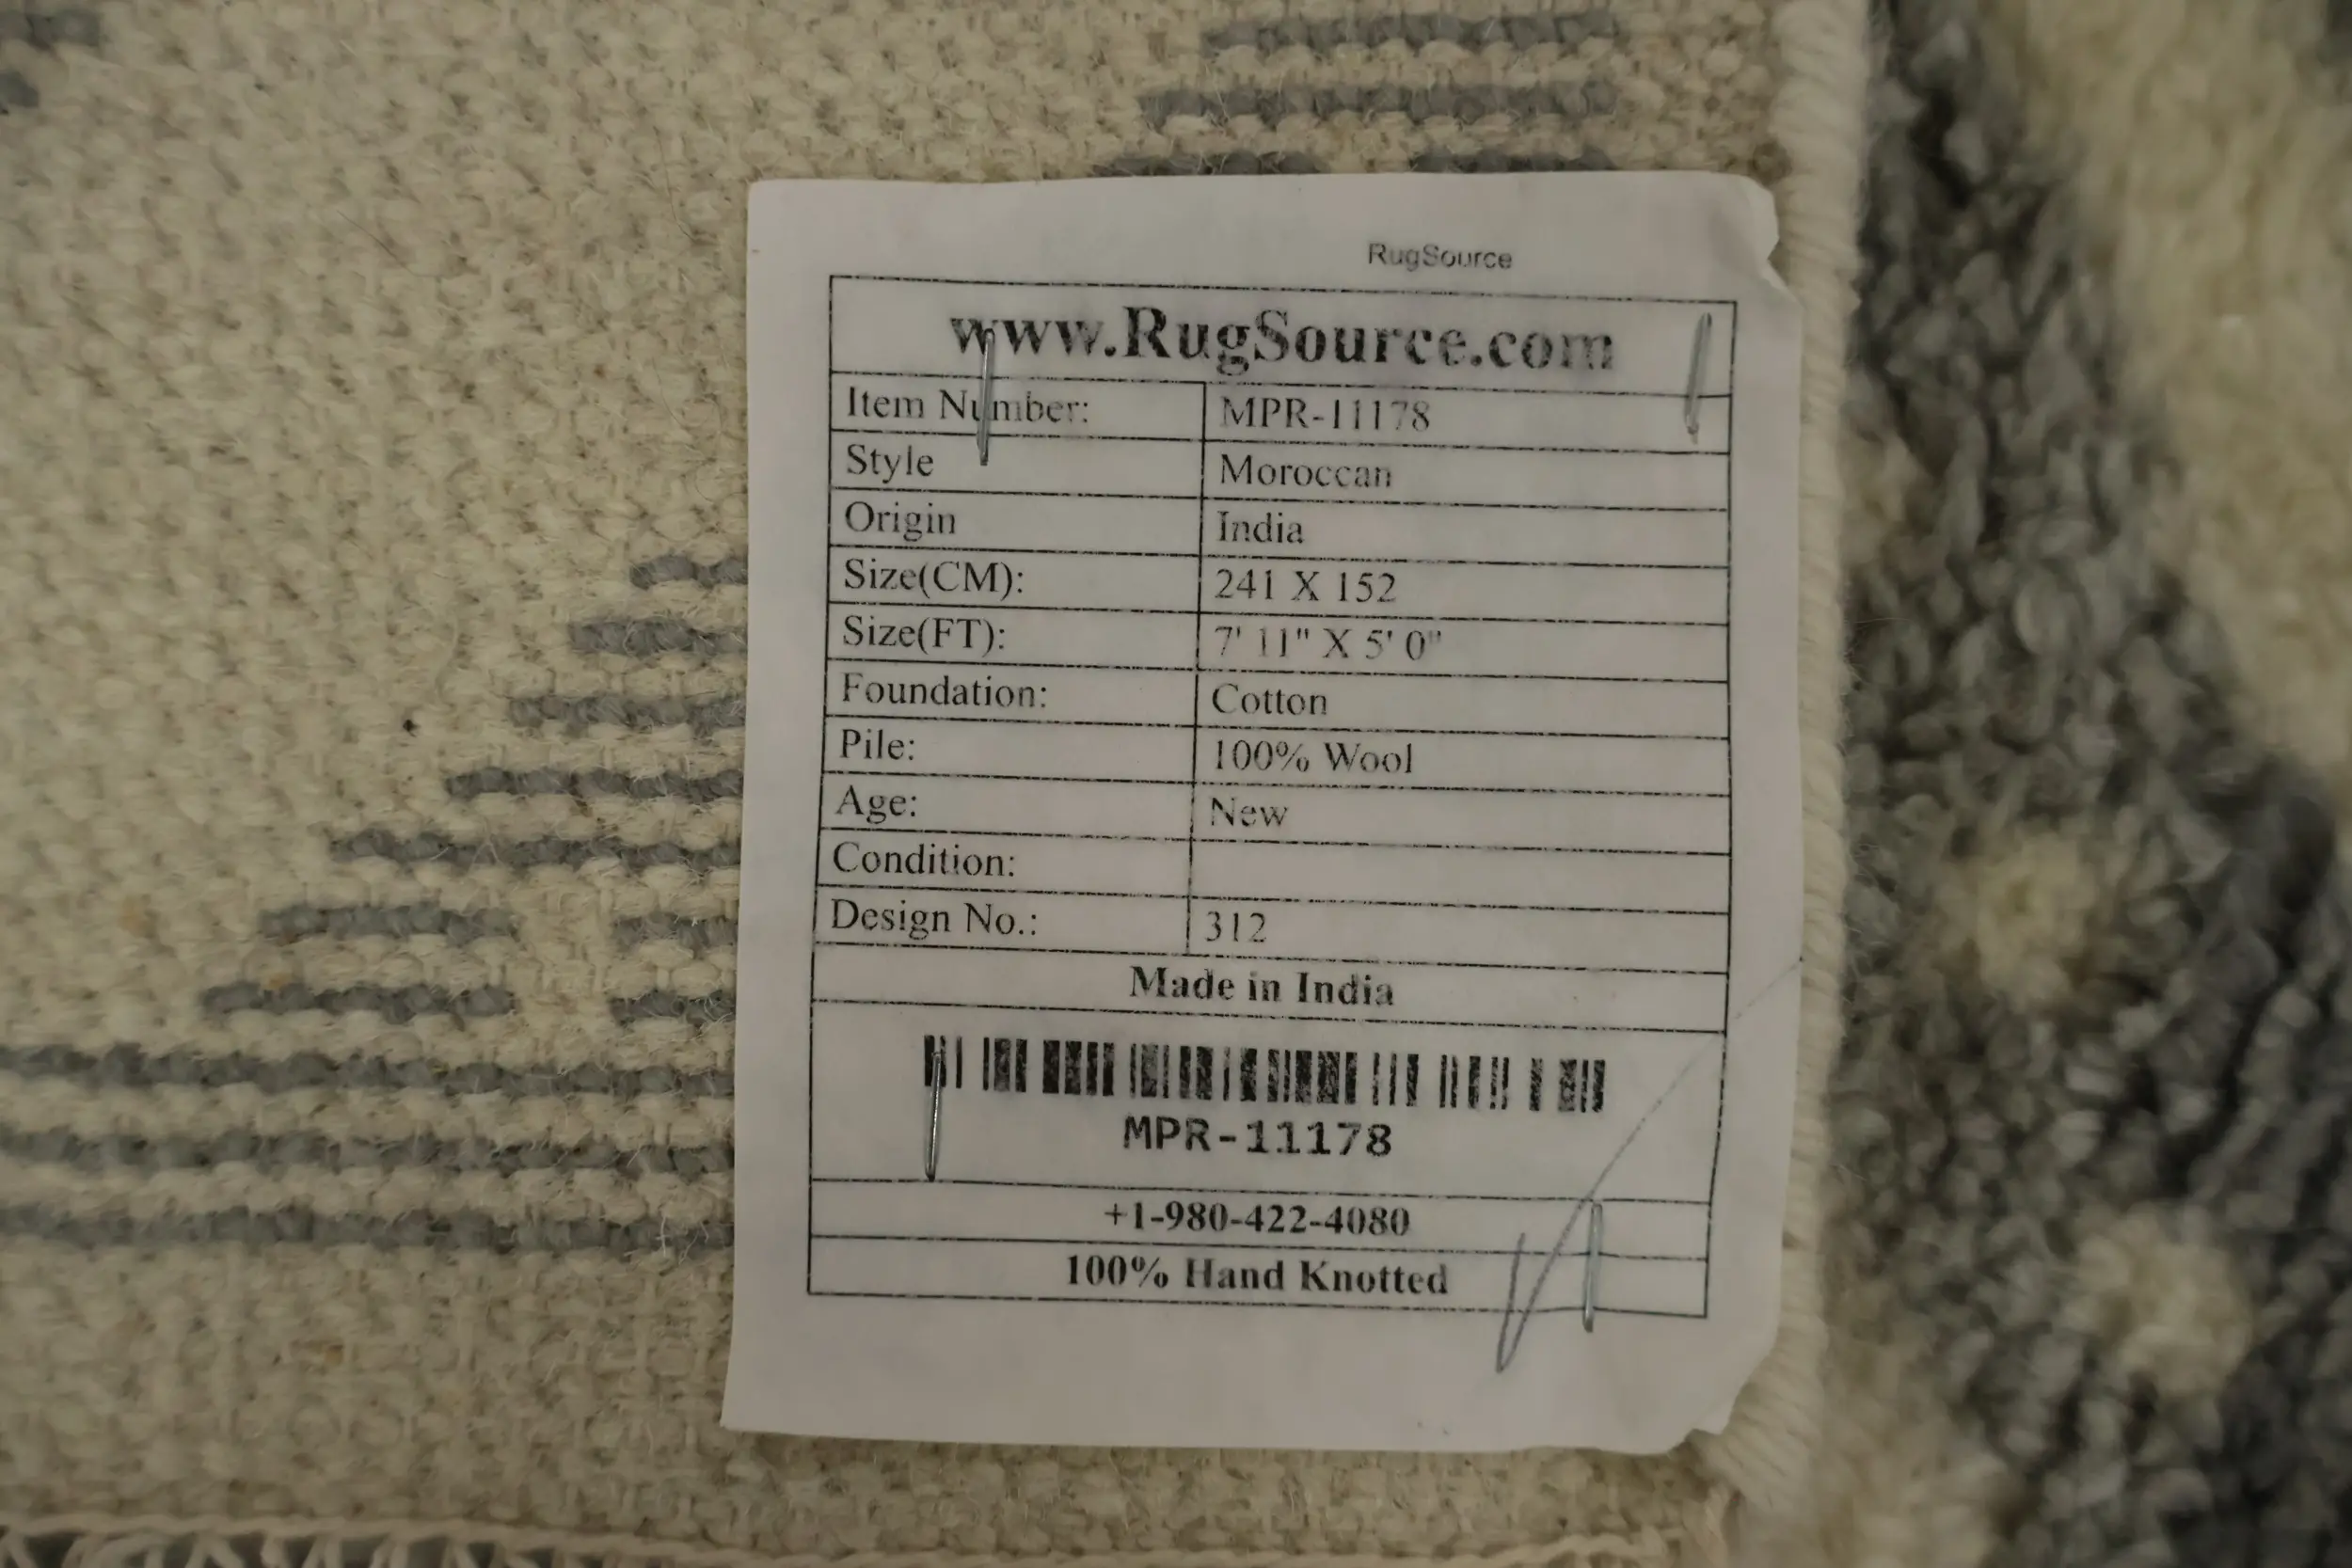 RugSource
www.RugSource.com
Item Number: MPR-11178
Style Moroccan
Origin India
Size(CM): 241 X 152
Size(FT): 7' 11" X 5' 0"
Foundation: Cotton
Pile: 100% Wool
Age: New
Condition:
Design No.: 312
Made in India
MPR-11178
+1-980-422-4080
100% Hand Knotted